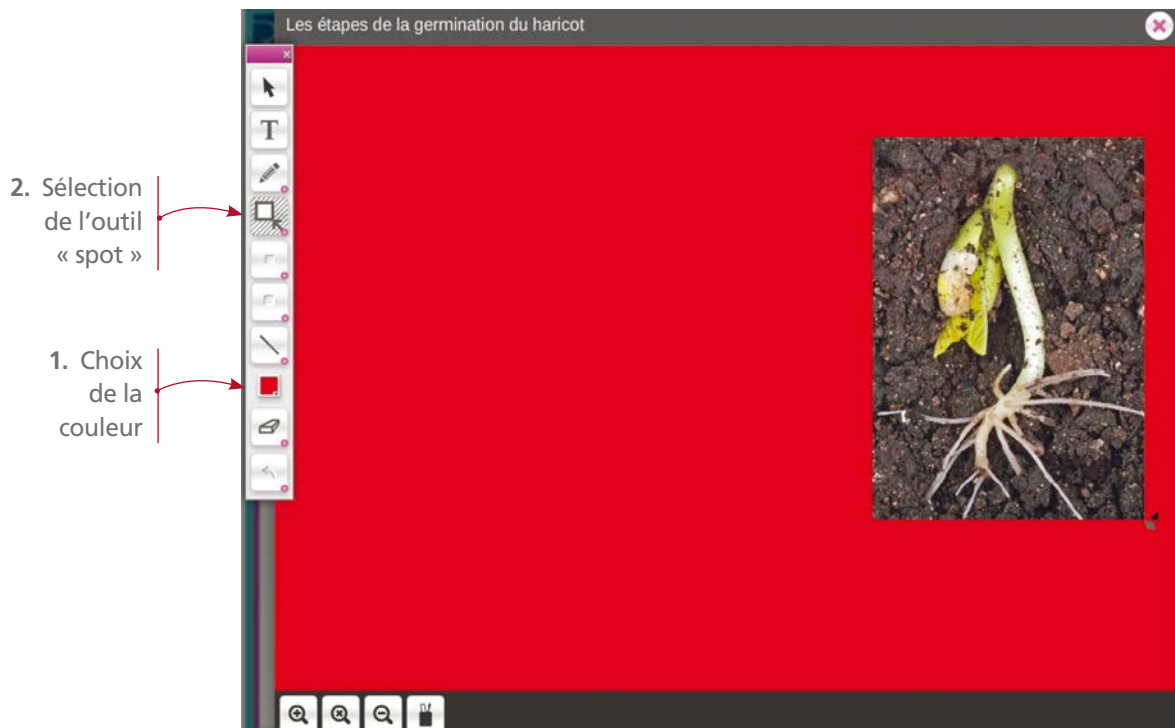 Les étapes de la germination du haricot
T
2. Sélection
de l'outil
« spot »
1. Choix
de la
couleur